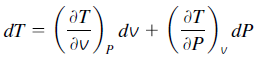 dT = (∂T/∂v)_P dv + (∂T/∂P)_v dP